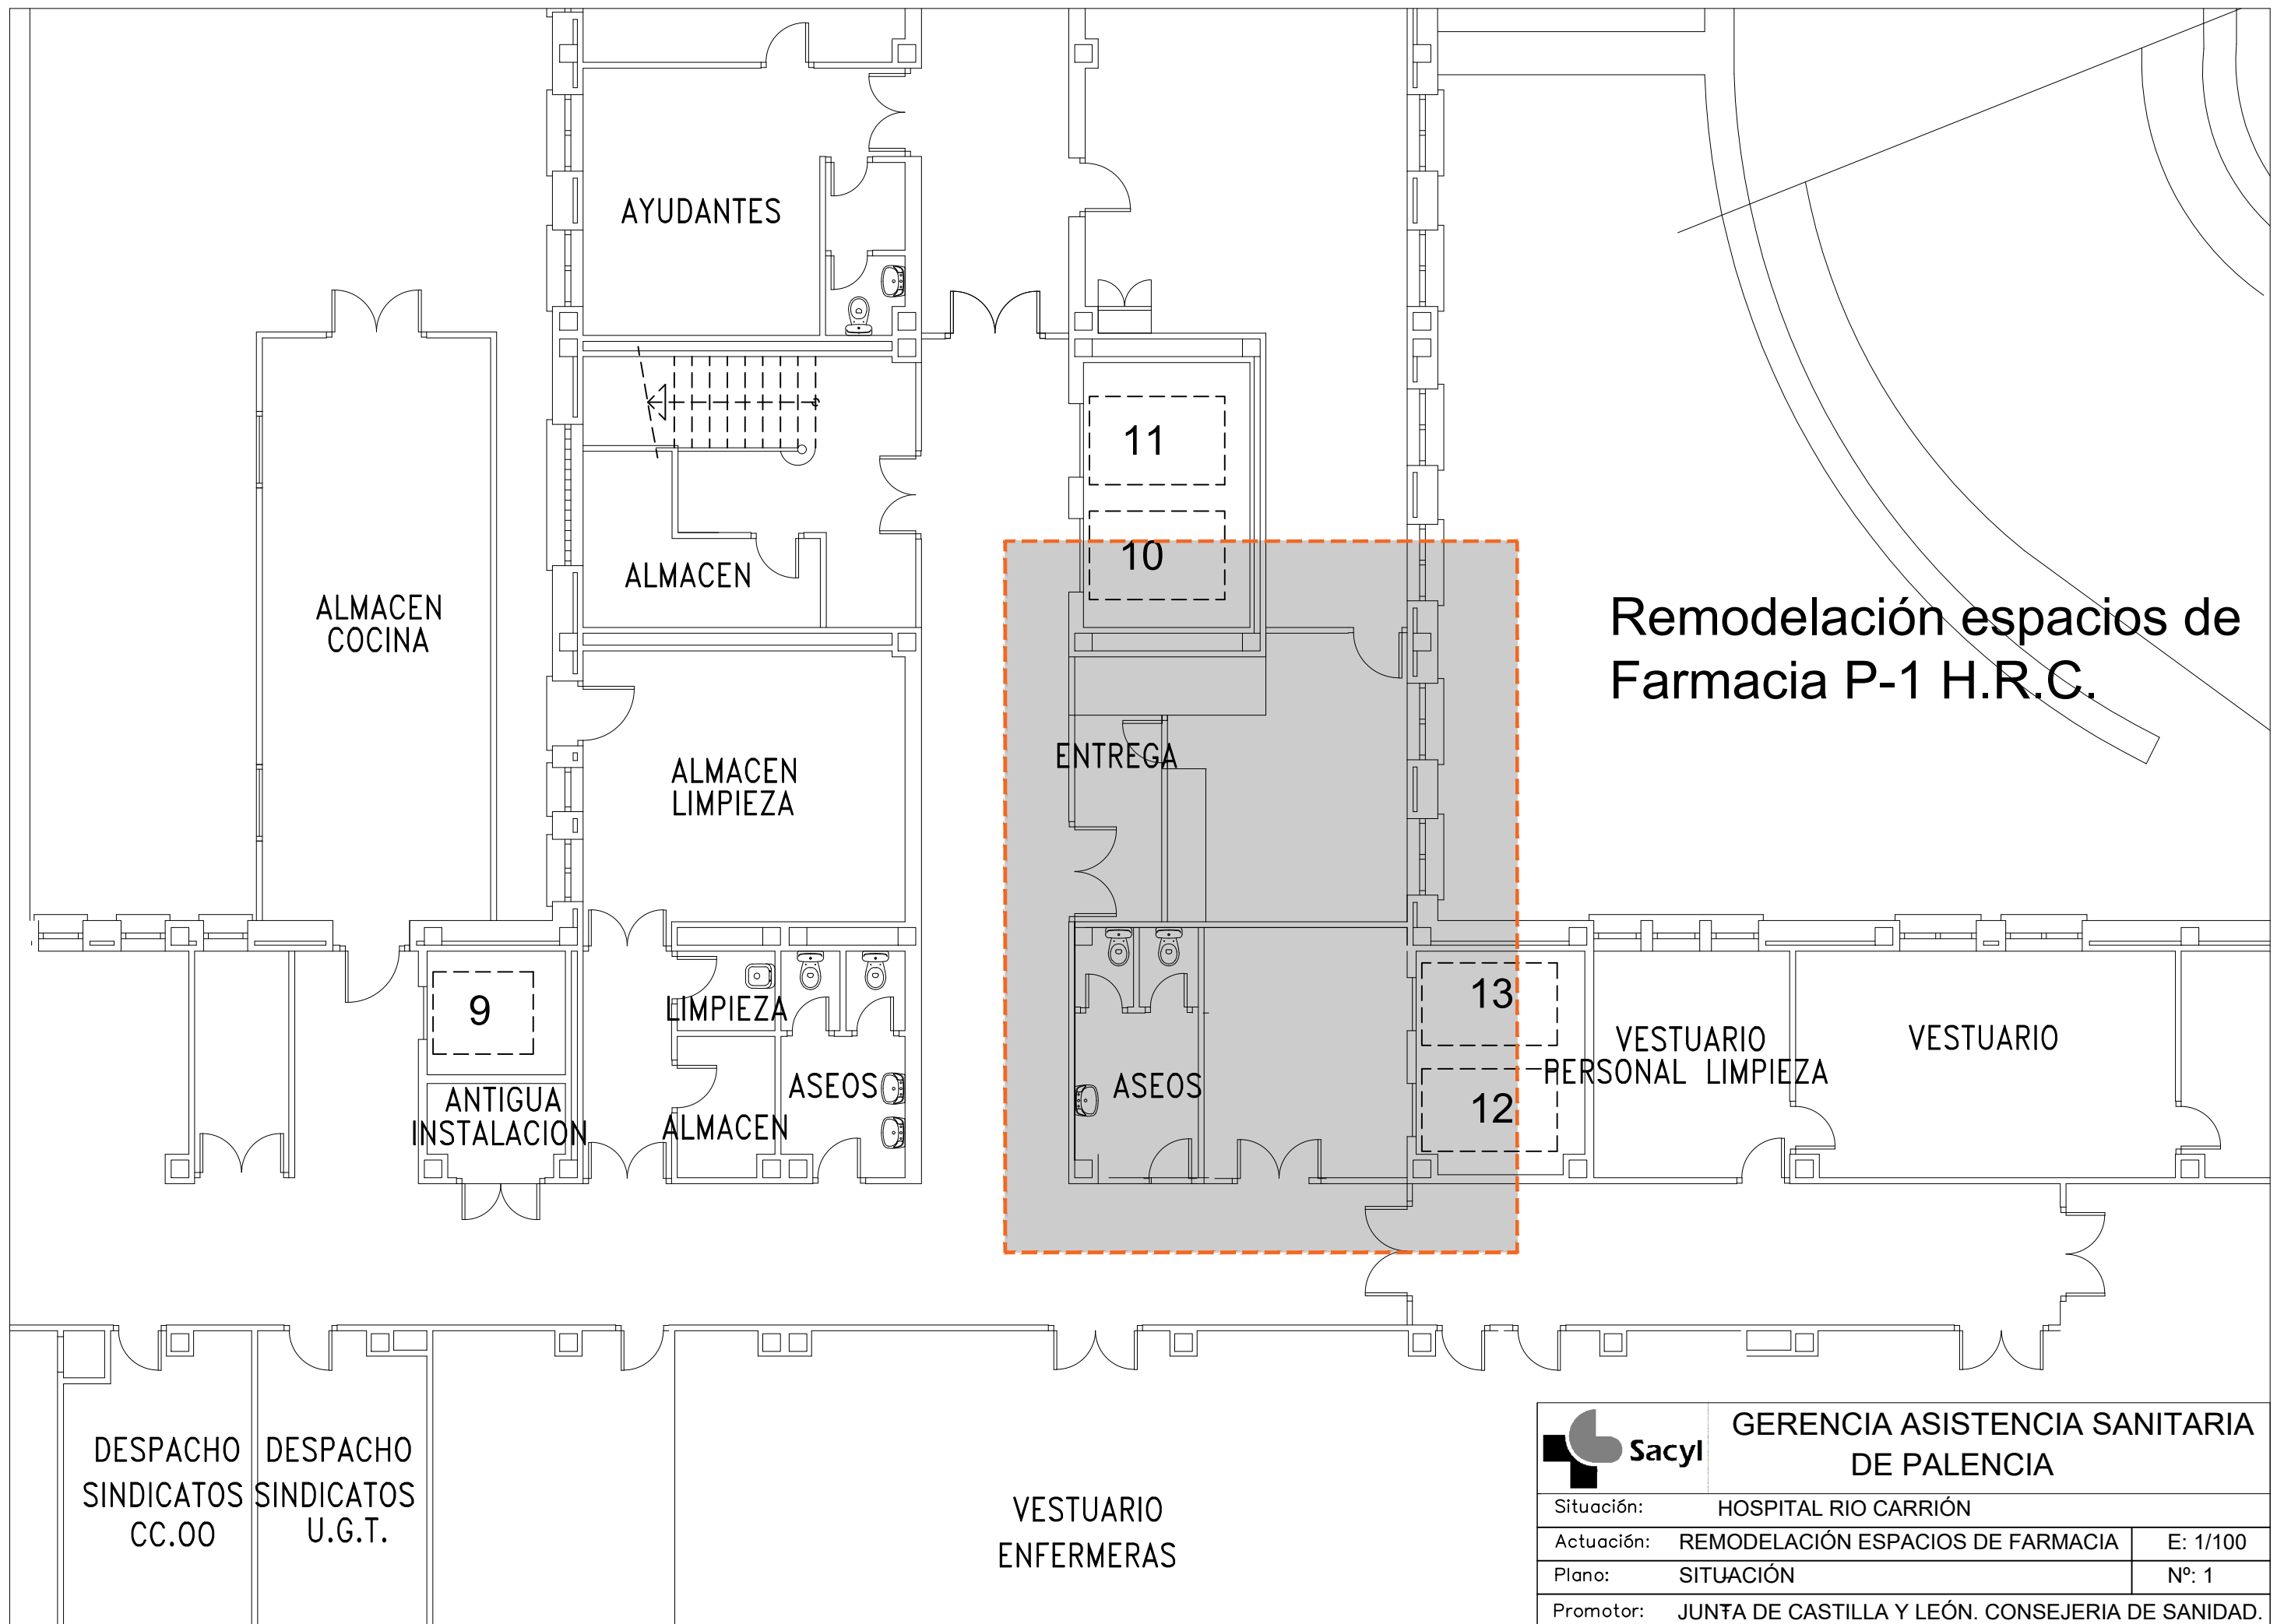 AYUDANTES
11
10
ALMACEN
ALMACEN
COCINA
Remodelación espacios de
Farmacia P-1 H.R.C.
ENTREGA
ALMACEN
LIMPIEZA
9
LIMPIEZA
13
VESTUARIO
PERSONAL LIMPIEZA
VESTUARIO
ANTIGUA
INSTALACION
ALMACEN
ASEOS
ASEOS
12
DESPACHO
SINDICATOS
CC.OO
DESPACHO
SINDICATOS
U.G.T.
VESTUARIO
ENFERMERAS
Sacyl
GERENCIA ASISTENCIA SANITARIA
DE PALENCIA
Situación: HOSPITAL RIO CARRIÓN
Actuación: REMODELACIÓN ESPACIOS DE FARMACIA E: 1/100
Plano: SITUACIÓN Nº: 1
Promotor: JUNTA DE CASTILLA Y LEÓN. CONSEJERIA DE SANIDAD.